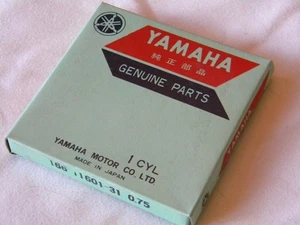 YAMAHA
純正部品
GENUINE PARTS
1 CYL
YAMAHA MOTOR CO. LTD
MADE IN JAPAN
166 11601-31 0.75